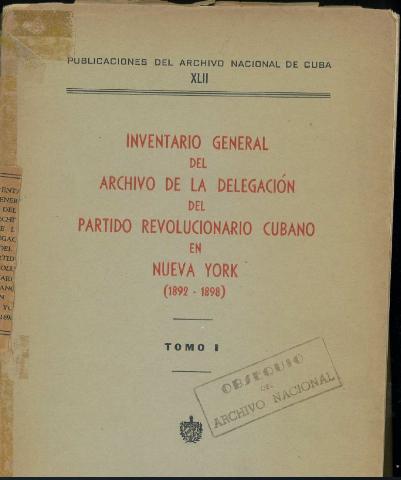 PUBLICACIONES DEL ARCHIVO NACIONAL DE CUBA
XLII
INVENTARIO GENERAL
DEL
ARCHIVO DE LA DELEGACIÓN
DEL
PARTIDO REVOLUCIONARIO CUBANO
EN
NUEVA YORK
(1892 - 1898)
TOMO I
OBSEQUIO
DEL
ARCHIVO NACIONAL